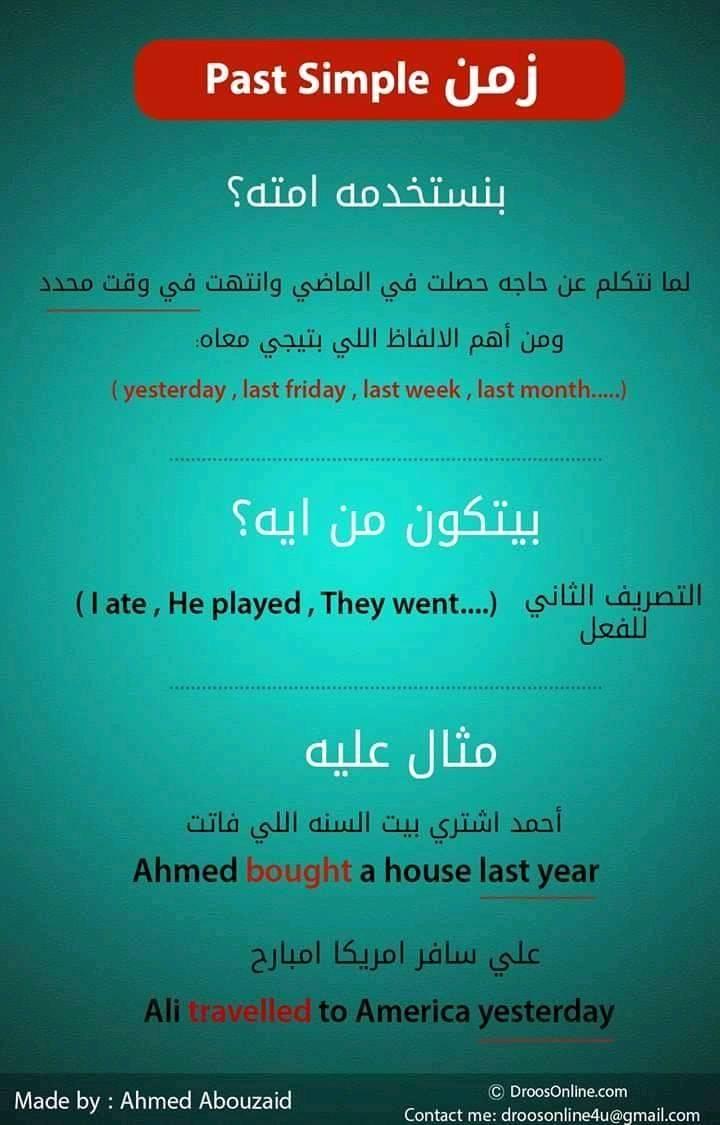 زمن Past Simple
بنستخدمه امته؟
لما نتكلم عن حاجه حصلت في الماضي وانتهت في وقت محدد
ومن أهم الالفاظ اللي بتيجي معاه:
( yesterday , last friday , last week , last month.....)
بيتكون من ايه؟
التصريف الثاني
للفعل
( I ate , He played , They went....)
مثال عليه
أحمد اشتري بيت السنه اللي فاتت
Ahmed bought a house last year
علي سافر امريكا امبارح
Ali travelled to America yesterday
Made by : Ahmed Abouzaid
© DroosOnline.com
Contact me: droosonline4u@gmail.com